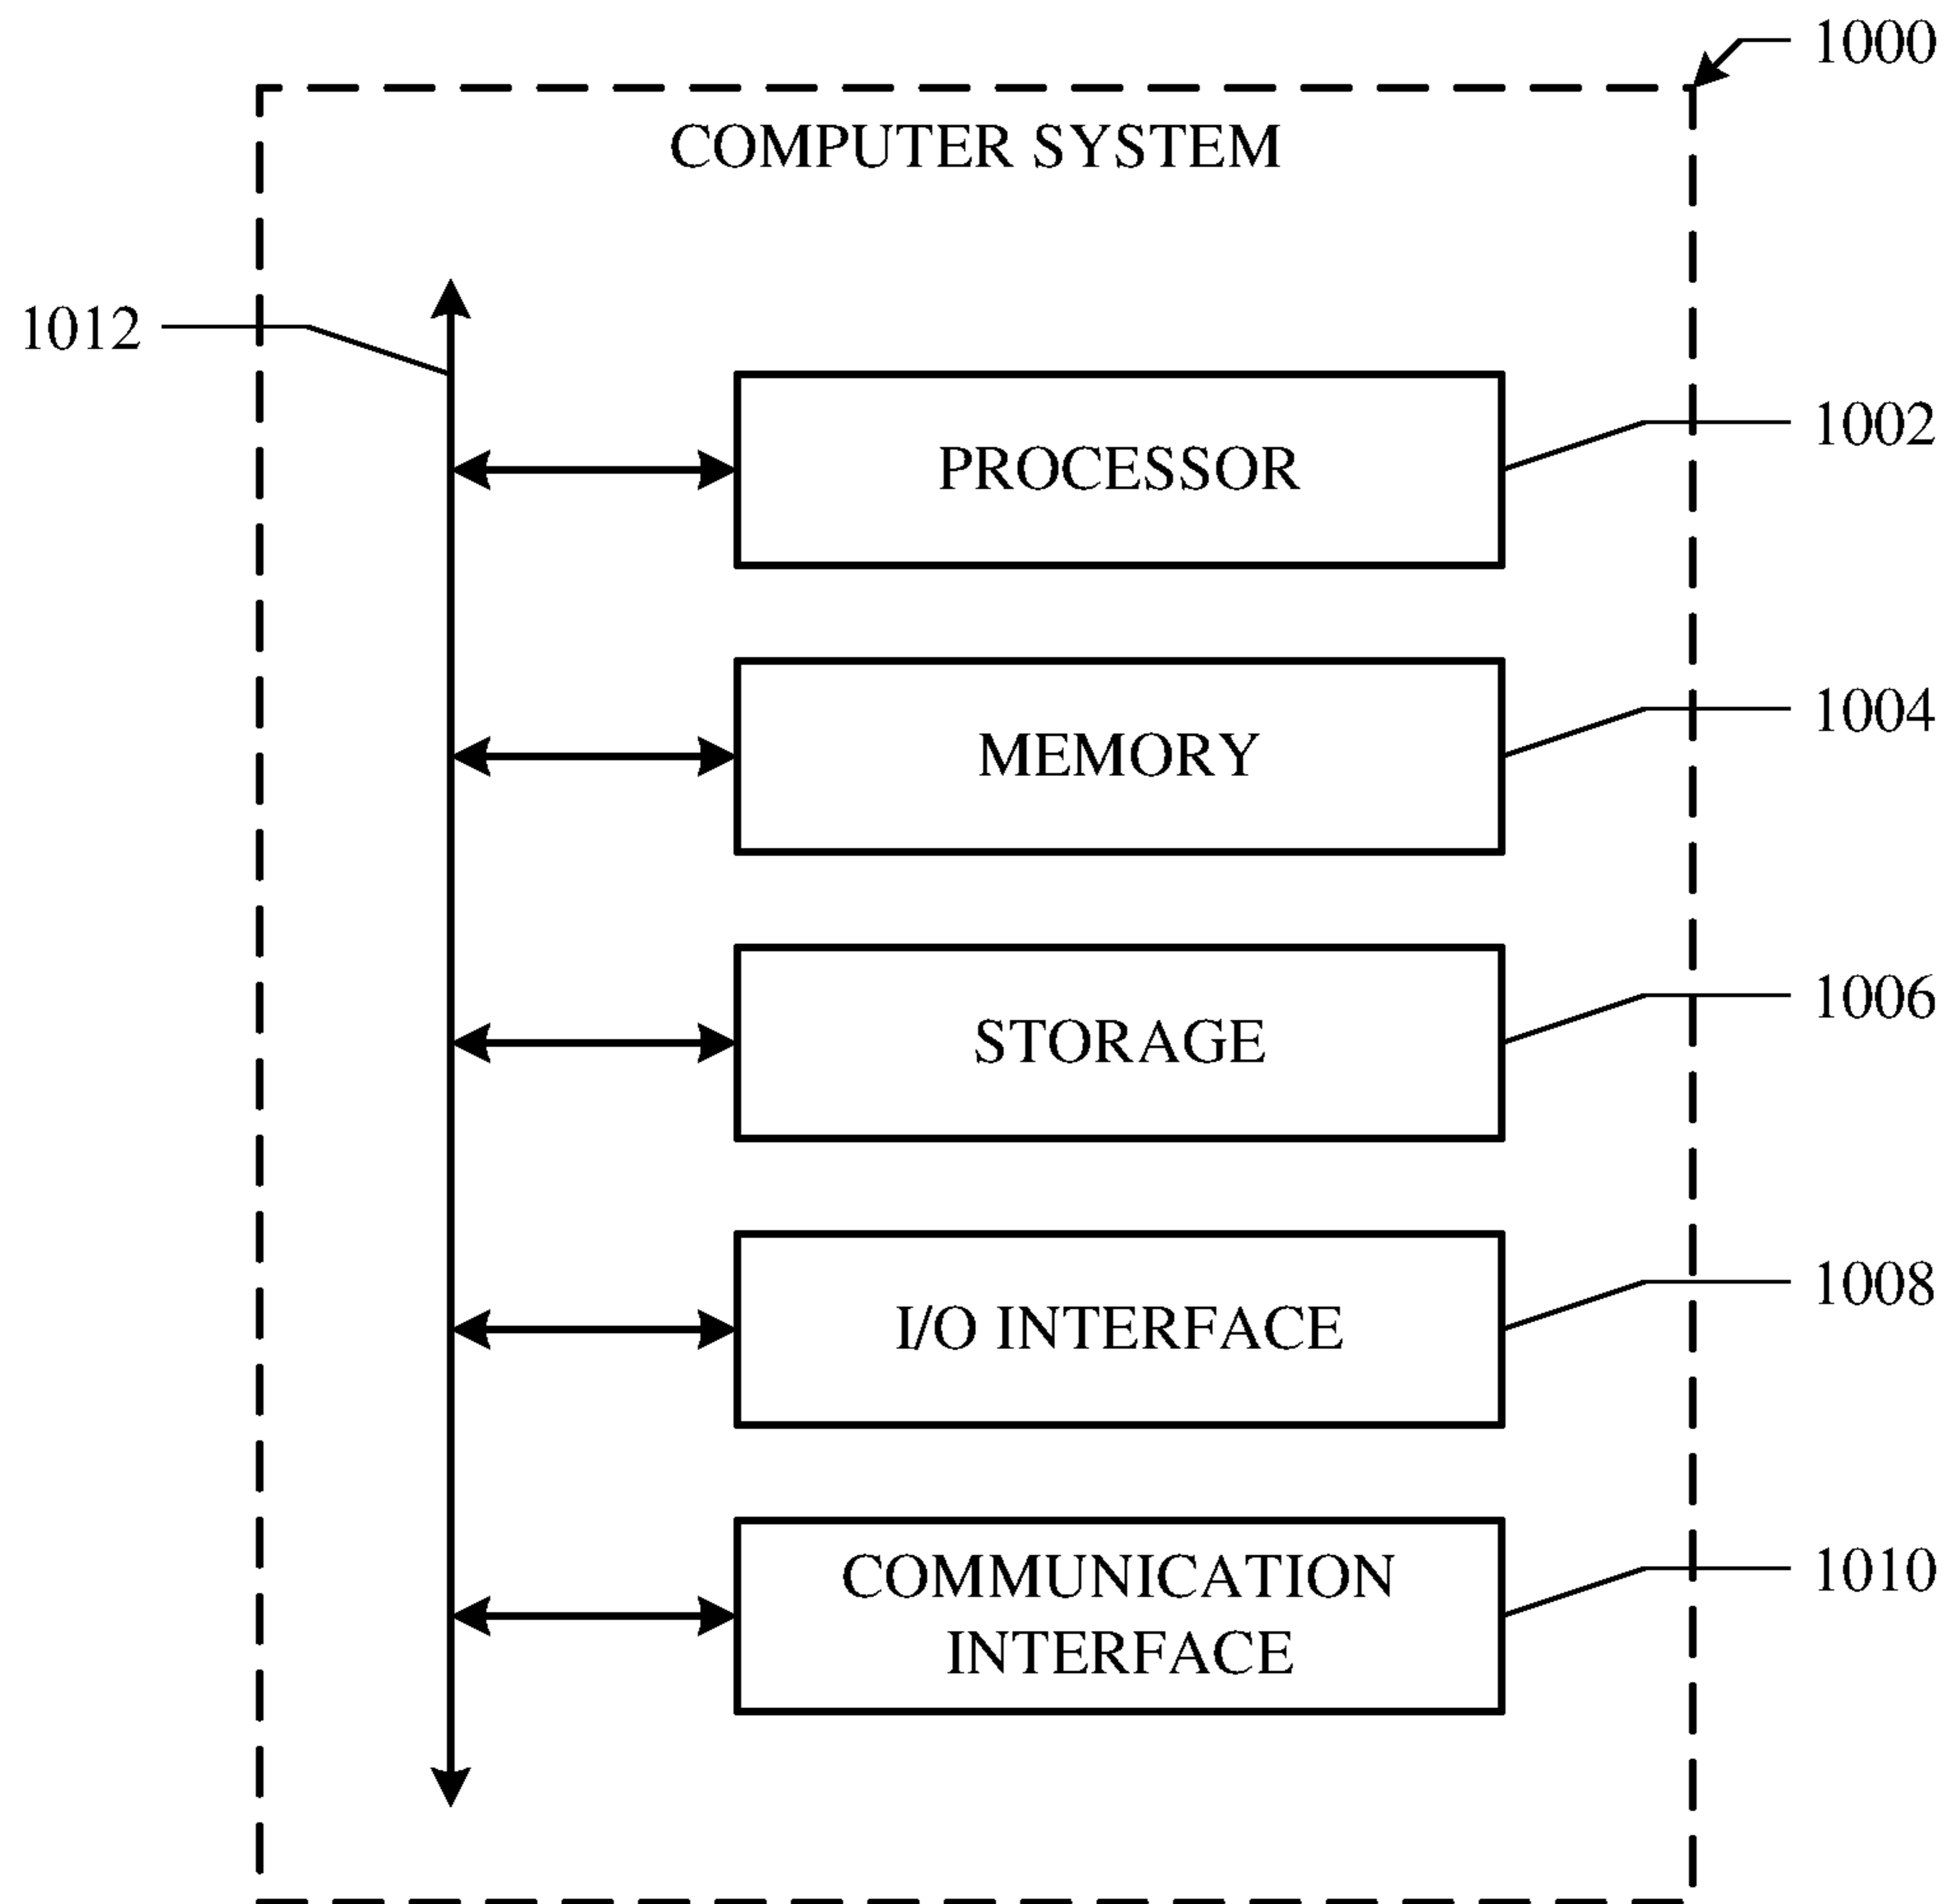 1000
COMPUTER SYSTEM
1012
1002
PROCESSOR
1004
MEMORY
1006
STORAGE
1008
I/O INTERFACE
1010
COMMUNICATION
INTERFACE